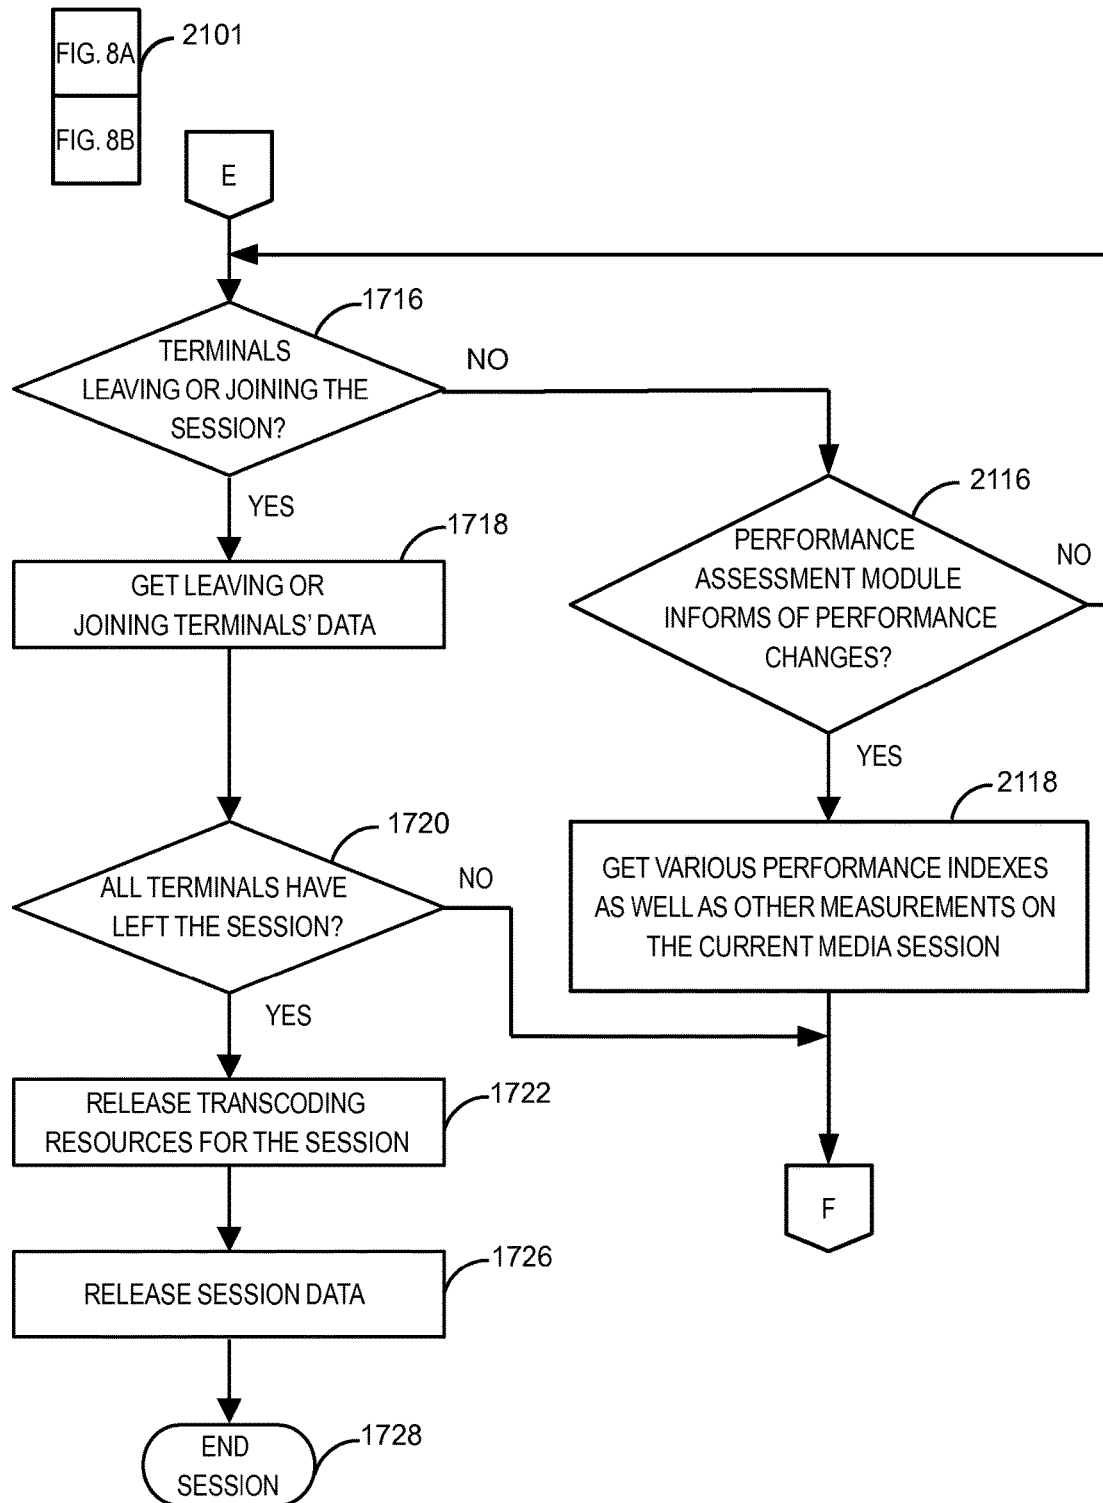 FIG. 8A
2101
FIG. 8B
E
1716
TERMINALS
LEAVING OR JOINING THE
SESSION?
NO
YES
1718
GET LEAVING OR
JOINING TERMINALS' DATA
2116
PERFORMANCE
ASSESSMENT MODULE
INFORMS OF PERFORMANCE
CHANGES?
NO
YES
2118
GET VARIOUS PERFORMANCE INDEXES
AS WELL AS OTHER MEASUREMENTS ON
THE CURRENT MEDIA SESSION
1720
ALL TERMINALS HAVE
LEFT THE SESSION?
NO
YES
1722
RELEASE TRANSCODING
RESOURCES FOR THE SESSION
F
1726
RELEASE SESSION DATA
1728
END
SESSION